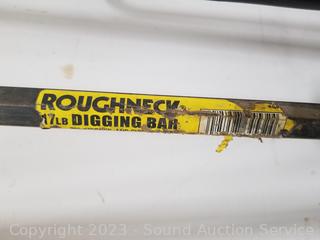 ROUGHNECK
17LB DIGGING BAR
Copyright © 2023 - Sound Auction Service